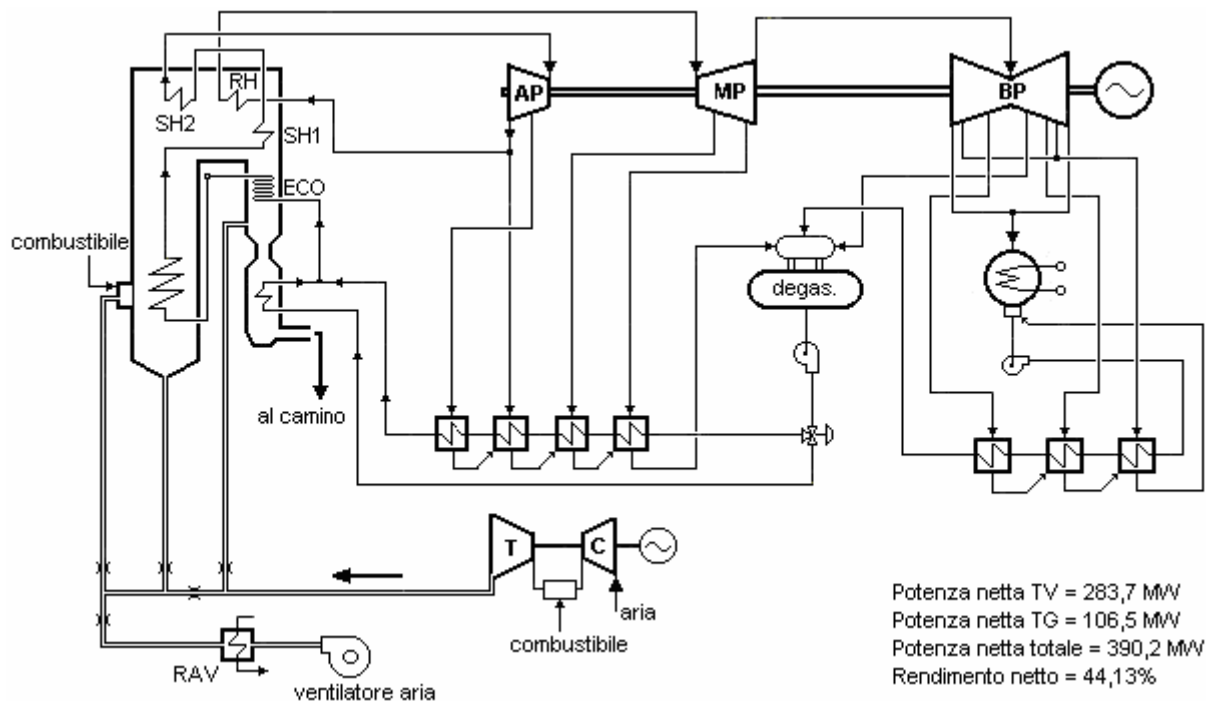 AP
MP
BP
RH
SH2
SH1
ECO
combustibile
degas.
al camino
T
C
aria
combustibile
RAV
ventilatore aria
Potenza netta TV = 283,7 MW
Potenza netta TG = 106,5 MW
Potenza netta totale = 390,2 MW
Rendimento netto = 44,13%